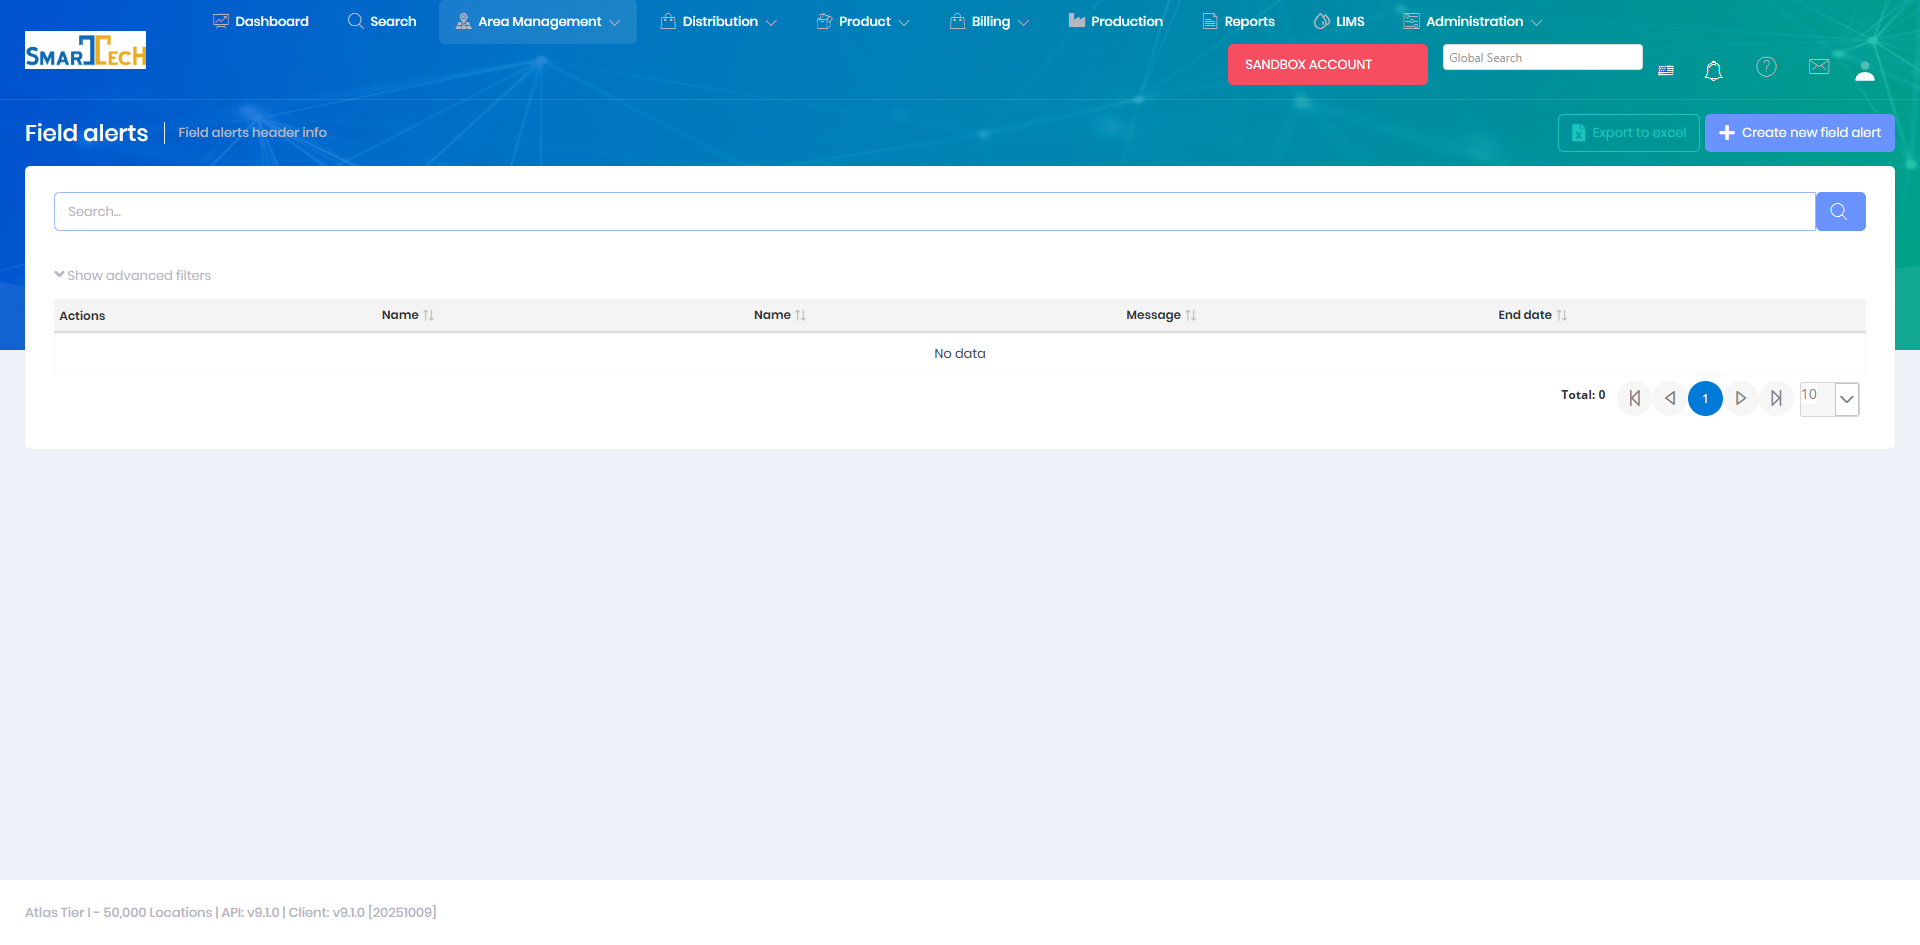 Dashboard
Search
Area Management
Distribution
Product
Billing
Production
Reports
LIMS
Administration
SMARTTECH
SANDBOX ACCOUNT
Global Search
Field alerts
Field alerts header info
Export to excel
Create new field alert
Search...
Show advanced filters
Actions Name Name Message End date
No data
Total: 0
1
10
Atlas Tier I - 50,000 Locations | API: v9.1.0 | Client: v9.1.0 [20251009]